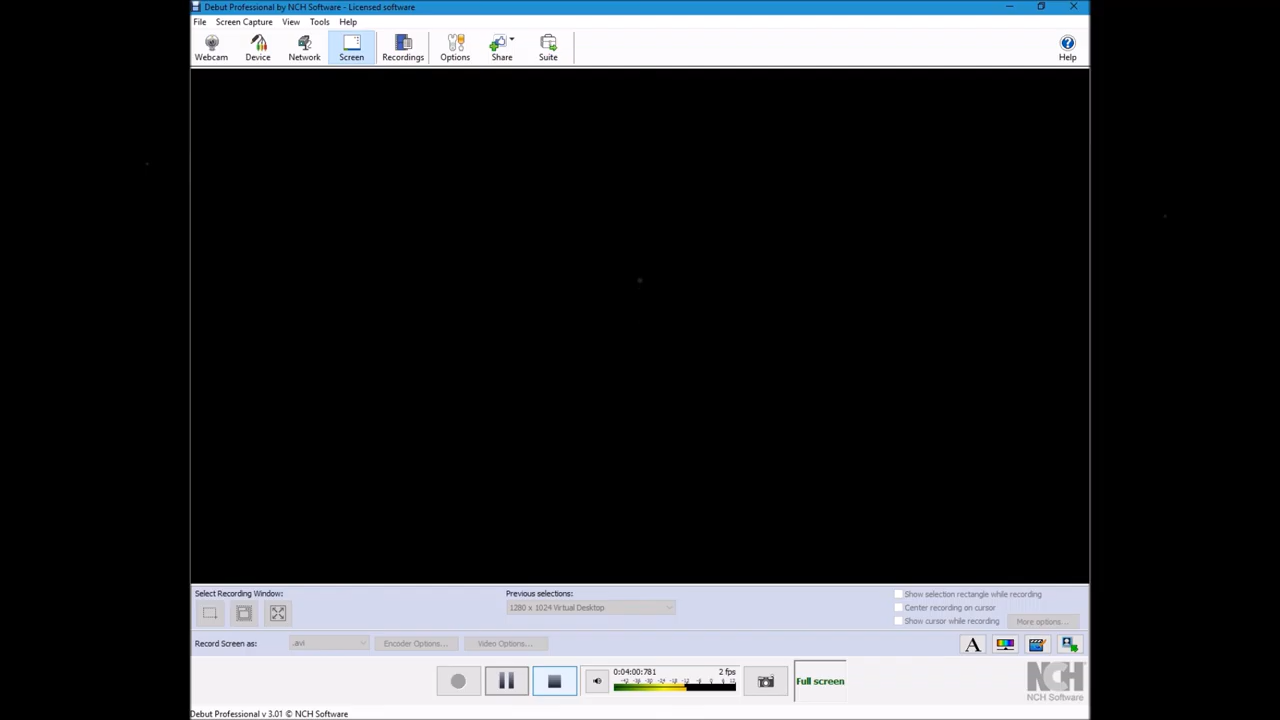 Debut Professional by NCH Software - Licensed software
File Screen Capture View Tools Help
Webcam Device Network Screen Recordings Options Share Suite Help
Select Recording Window:
Previous selections:
1280 x 1024 Virtual Desktop
Show selection rectangle while recording
Center recording on cursor
Show cursor while recording
More options...
Record Screen as:
.avi
Encoder Options...
Video Options...
A
0:04:00:781 2 fps
Full screen
NCH
NCH Software
Debut Professional v 3.01 © NCH Software